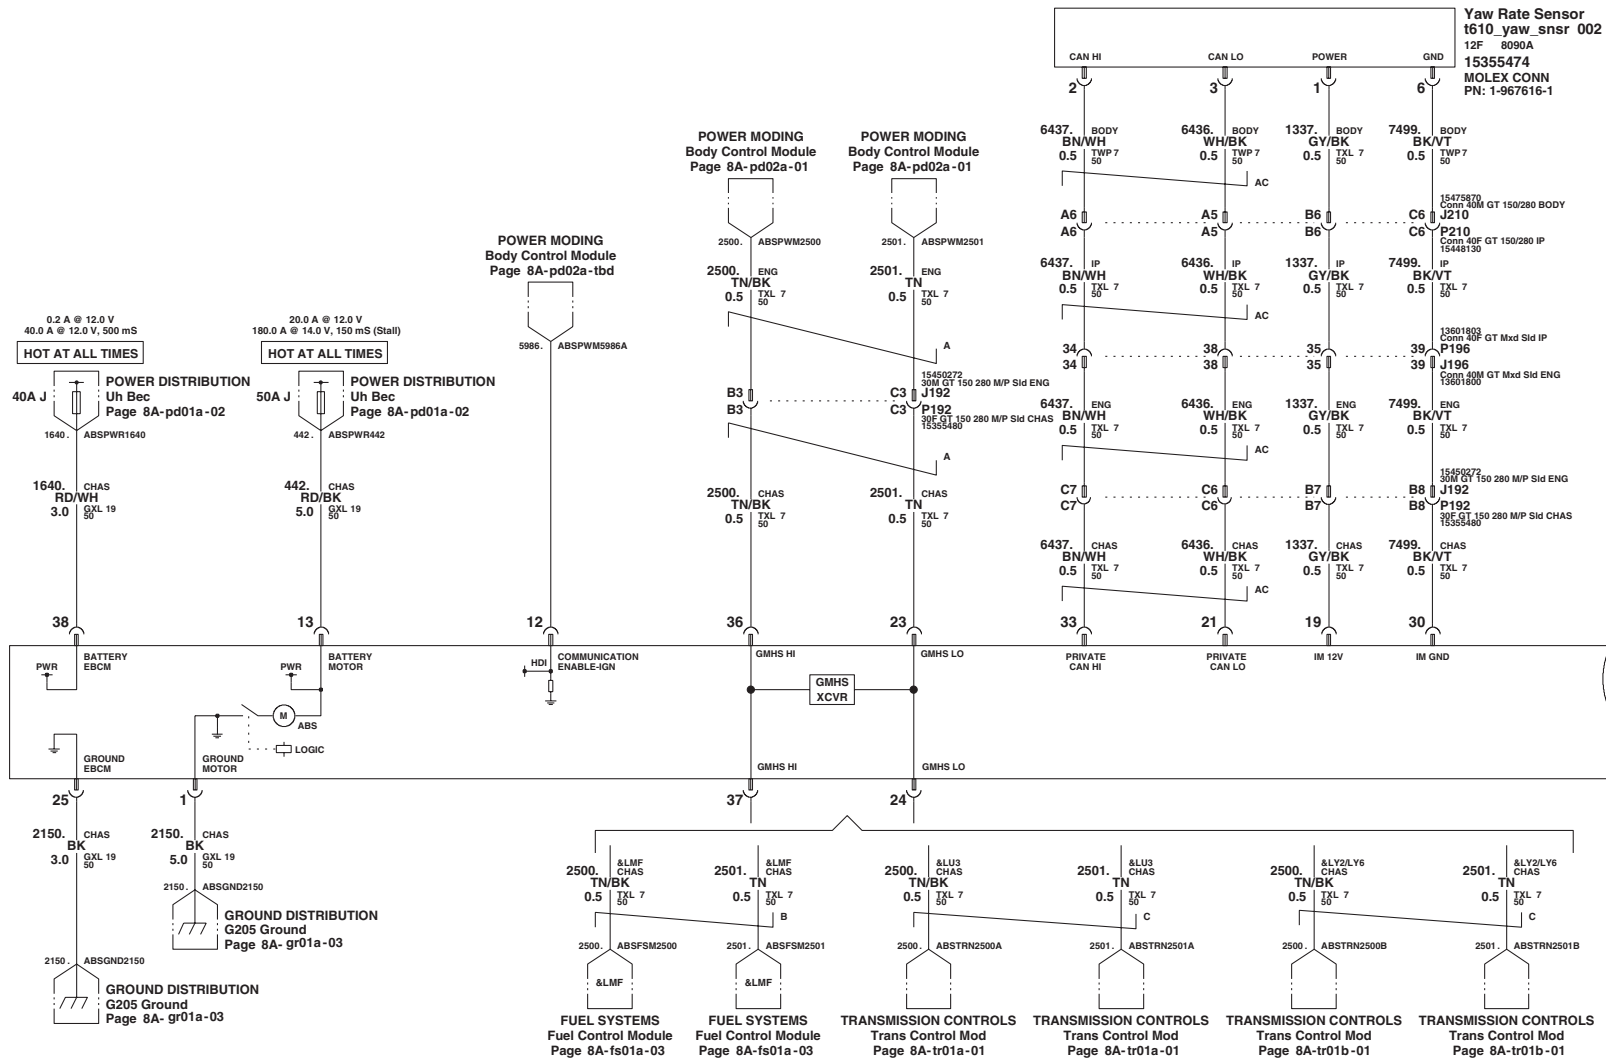 Yaw Rate Sensor
t610_yaw_snsr 002
12F 8090A
15355474
MOLEX CONN
PN: 1-967616-1
CAN HI
CAN LO
POWER
GND
2
3
1
6
6437. BODY
BN/WH
0.5 TWP 7
50
6436. BODY
WH/BK
0.5 TWP 7
50
1337. BODY
GY/BK
0.5 TXL 7
50
7499. BODY
BK/VT
0.5 TWP 7
50
AC
15475870
Conn 40M GT 150/280 BODY
A6
A5
B6
C6 J210
A6
A5
B6
C6 P210
Conn 40F GT 150/280 IP
15448130
6437. IP
BN/WH
0.5 TXL 7
50
6436. IP
WH/BK
0.5 TXL 7
50
1337. IP
GY/BK
0.5 TXL 7
50
7499. IP
BK/VT
0.5 TXL 7
50
AC
13601803
Conn 40F GT Mxd Sld IP
34
38
35
39 P196
34
38
35
39 J196
Conn 40M GT Mxd Sld ENG
13601800
6437. ENG
BN/WH
0.5 TXL 7
50
6436. ENG
WH/BK
0.5 TXL 7
50
1337. ENG
GY/BK
0.5 TXL 7
50
7499. ENG
BK/VT
0.5 TXL 7
50
AC
15450272
30M GT 150 280 M/P Sld ENG
C7
C6
B7
B8 J192
C7
C6
B7
B8 P192
30F GT 150 280 M/P Sld CHAS
15355480
6437. CHAS
BN/WH
0.5 TXL 7
50
6436. CHAS
WH/BK
0.5 TXL 7
50
1337. CHAS
GY/BK
0.5 TXL 7
50
7499. CHAS
BK/VT
0.5 TXL 7
50
AC
POWER MODING
Body Control Module
Page 8A-pd02a-01
POWER MODING
Body Control Module
Page 8A-pd02a-01
2500. ABSPWM2500
2501. ABSPWM2501
2500. ENG
TN/BK
0.5 TXL 7
50
2501. ENG
TN
0.5 TXL 7
50
A
15450272
30M GT 150 280 M/P Sld ENG
B3
C3 J192
B3
C3 P192
30F GT 150 280 M/P Sld CHAS
15355480
A
2500. CHAS
TN/BK
0.5 TXL 7
50
2501. CHAS
TN
0.5 TXL 7
50
POWER MODING
Body Control Module
Page 8A-pd02a-tbd
5986. ABSPWM5986A
0.2 A @ 12.0 V
40.0 A @ 12.0 V, 500 mS
HOT AT ALL TIMES
40A J
POWER DISTRIBUTION
Uh Bec
Page 8A-pd01a-02
1640. ABSPWR1640
1640. CHAS
RD/WH
3.0 GXL 19
50
20.0 A @ 12.0 V
180.0 A @ 14.0 V, 150 mS (Stall)
HOT AT ALL TIMES
50A J
POWER DISTRIBUTION
Uh Bec
Page 8A-pd01a-02
442. ABSPWR442
442. CHAS
RD/BK
5.0 GXL 19
50
38
13
12
36
23
33
21
19
30
BATTERY
EBCM
BATTERY
MOTOR
COMMUNICATION
ENABLE-IGN
GMHS HI
GMHS LO
PRIVATE
CAN HI
PRIVATE
CAN LO
IM 12V
IM GND
PWR
PWR
HDI
GMHS
XCVR
M
ABS
LOGIC
GROUND
EBCM
GROUND
MOTOR
GMHS HI
GMHS LO
25
1
37
24
2150. CHAS
BK
3.0 GXL 19
50
2150. CHAS
BK
5.0 GXL 19
50
2150. ABSGND2150
GROUND DISTRIBUTION
G205 Ground
Page 8A- gr01a-03
2150. ABSGND2150
GROUND DISTRIBUTION
G205 Ground
Page 8A- gr01a-03
&LMF
2500. CHAS
TN/BK
0.5 TXL 7
50
&LMF
2501. CHAS
TN
0.5 TXL 7
50
&LU3
2500. CHAS
TN/BK
0.5 TXL 7
50
&LU3
2501. CHAS
TN
0.5 TXL 7
50
&LY2/LY6
2500. CHAS
TN/BK
0.5 TXL 7
50
&LY2/LY6
2501. CHAS
TN
0.5 TXL 7
50
B
C
C
2500. ABSFSM2500
2501. ABSFSM2501
2500. ABSTRN2500A
2501. ABSTRN2501A
2500. ABSTRN2500B
2501. ABSTRN2501B
&LMF
&LMF
FUEL SYSTEMS
Fuel Control Module
Page 8A-fs01a-03
FUEL SYSTEMS
Fuel Control Module
Page 8A-fs01a-03
TRANSMISSION CONTROLS
Trans Control Mod
Page 8A-tr01a-01
TRANSMISSION CONTROLS
Trans Control Mod
Page 8A-tr01a-01
TRANSMISSION CONTROLS
Trans Control Mod
Page 8A-tr01b-01
TRANSMISSION CONTROLS
Trans Control Mod
Page 8A-tr01b-01